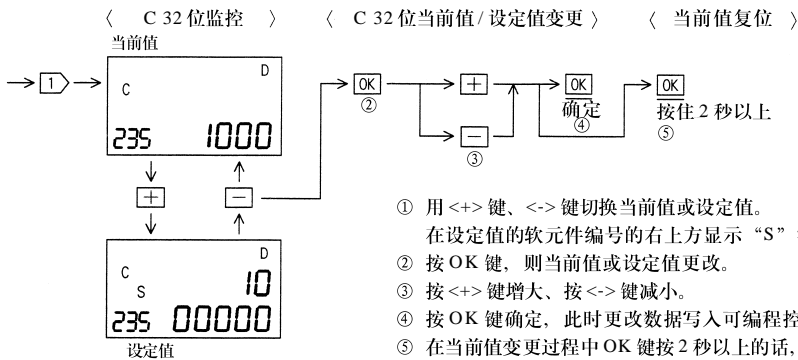 〈 C 32 位监控 〉 〈 C 32 位当前值 / 设定值变更 〉 〈 当前值复位 〉
当前值
1
C D
235 1000
+ −
C D
S 10
235 00000
设定值
OK
②
+
−
③
OK
确定
④
OK
按住 2 秒以上
⑤
① 用 <+> 键、<-> 键切换当前值或设定值。
在设定值的软元件编号的右上方显示“S”
② 按 OK 键，则当前值或设定值更改。
③ 按 <+> 键增大、按 <-> 键减小。
④ 按 OK 键确定，此时更改数据写入可编程控
⑤ 在当前值变更过程中 OK 键按 2 秒以上的话，